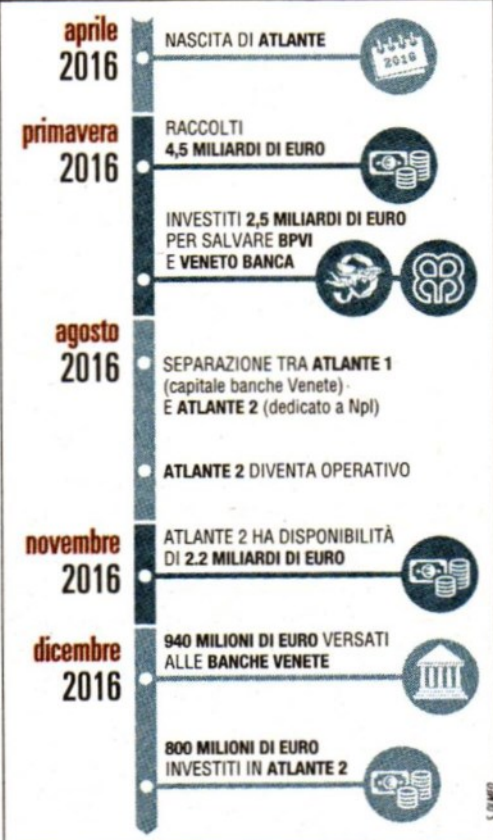 aprile
2016
NASCITA DI ATLANTE
2016
primavera
2016
RACCOLTI
4,5 MILIARDI DI EURO
INVESTITI 2,5 MILIARDI DI EURO
PER SALVARE BPVI
E VENETO BANCA
agosto
2016
SEPARAZIONE TRA ATLANTE 1
(capitale banche Venete)
E ATLANTE 2 (dedicato a Npl)
ATLANTE 2 DIVENTA OPERATIVO
novembre
2016
ATLANTE 2 HA DISPONIBILITÀ
DI 2.2 MILIARDI DI EURO
dicembre
2016
940 MILIONI DI EURO VERSATI
ALLE BANCHE VENETE
800 MILIONI DI EURO
INVESTITI IN ATLANTE 2